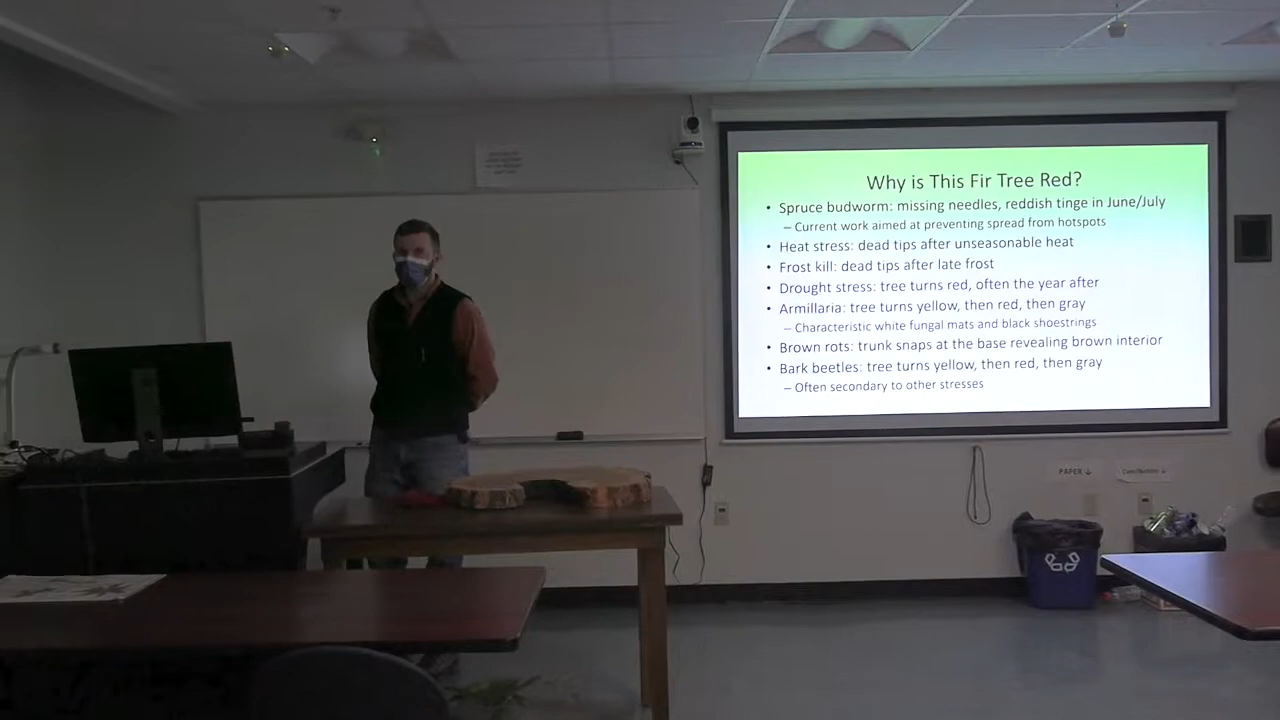 Why is This Fir Tree Red?
• Spruce budworm: missing needles, reddish tinge in June/July
– Current work aimed at preventing spread from hotspots
• Heat stress: dead tips after unseasonable heat
• Frost kill: dead tips after late frost
• Drought stress: tree turns red, often the year after
• Armillaria: tree turns yellow, then red, then gray
– Characteristic white fungal mats and black shoestrings
• Brown rots: trunk snaps at the base revealing brown interior
• Bark beetles: tree turns yellow, then red, then gray
– Often secondary to other stresses
PAPER ↓